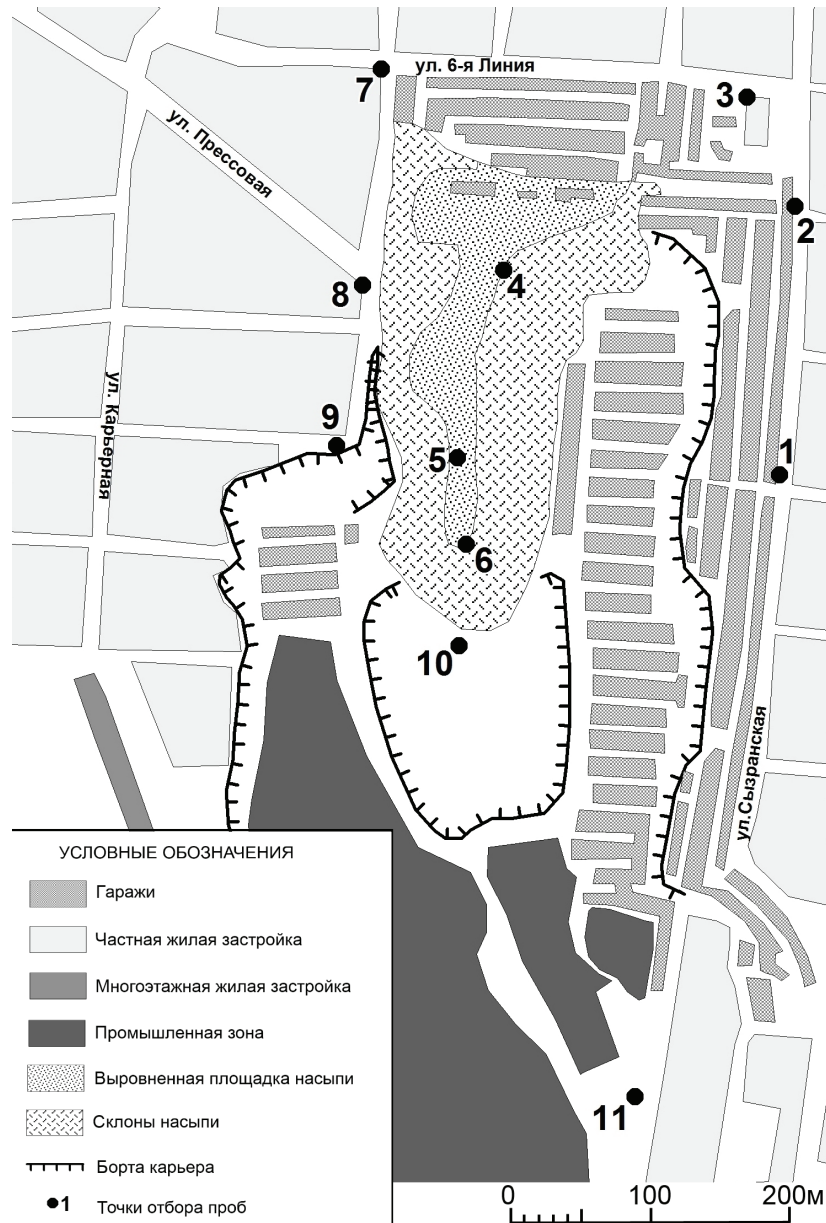 ул. 6-я Линия
7
3
ул. Прессовая
2
4
8
ул. Карьерная
9
5
1
6
10
ул.Сызранская
УСЛОВНЫЕ ОБОЗНАЧЕНИЯ
Гаражи
Частная жилая застройка
Многоэтажная жилая застройка
Промышленная зона
Выровненная площадка насыпи
Склоны насыпи
Борта карьера
1 Точки отбора проб
11
0 100 200м